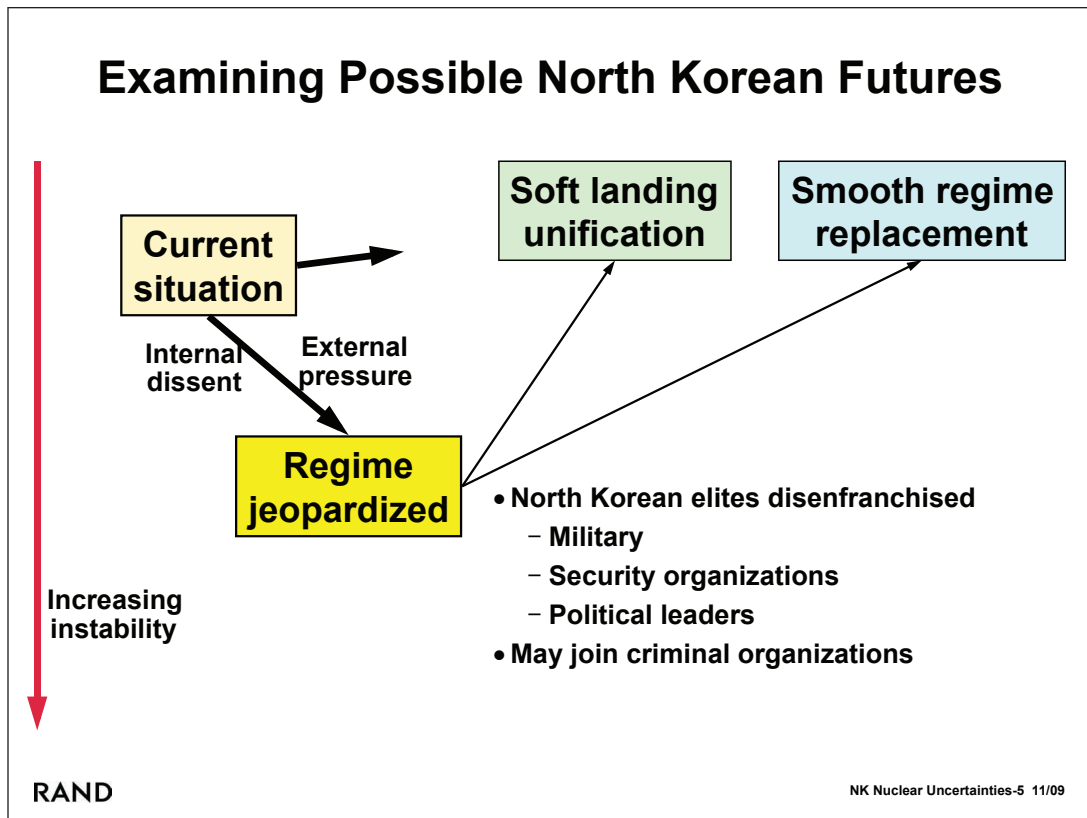 Examining Possible North Korean Futures
Soft landing
unification
Smooth regime
replacement
Current
situation
Internal
dissent
External
pressure
Regime
jeopardized
• North Korean elites disenfranchised
– Military
– Security organizations
– Political leaders
• May join criminal organizations
Increasing
instability
RAND
NK Nuclear Uncertainties-5 11/09